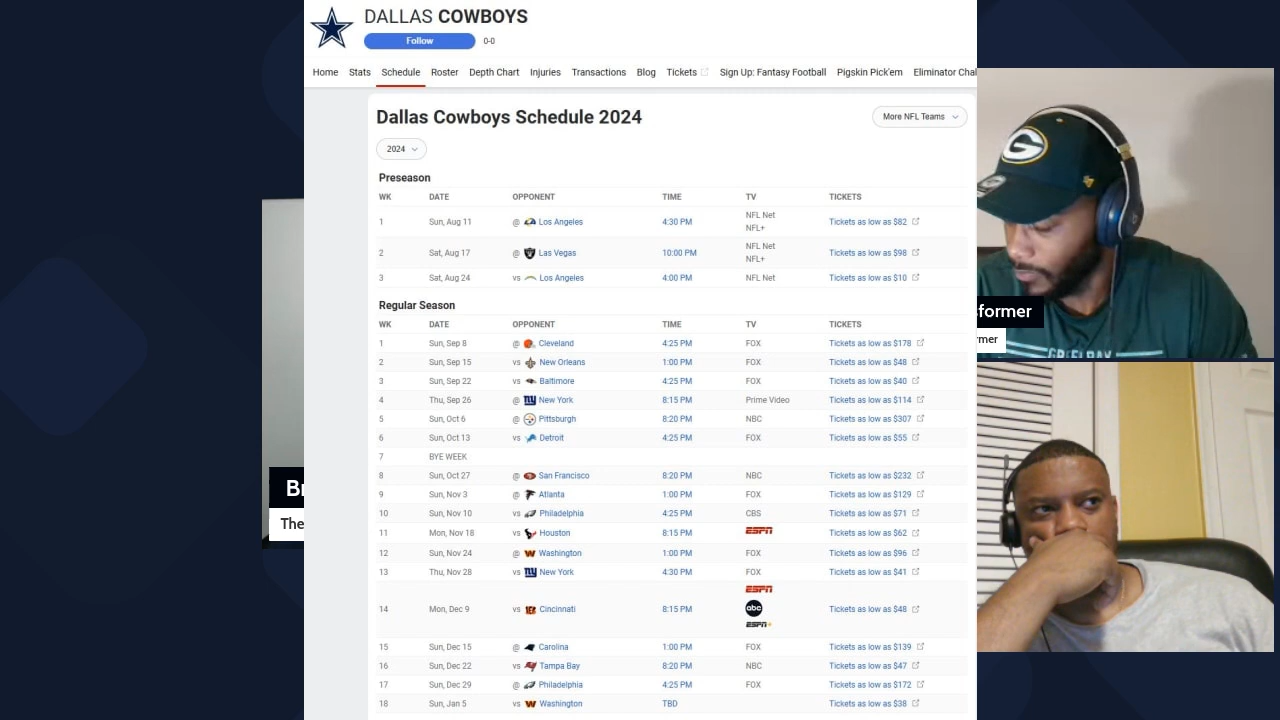 DALLAS COWBOYS
Follow 0-0
Home Stats Schedule Roster Depth Chart Injuries Transactions Blog Tickets Sign Up: Fantasy Football Pigskin Pick'em Eliminator Chal
Dallas Cowboys Schedule 2024 More NFL Teams
2024
Preseason
WK DATE OPPONENT TIME TV TICKETS
1 Sun, Aug 11 @ Los Angeles 4:30 PM NFL Net NFL+ Tickets as low as $82
2 Sat, Aug 17 @ Las Vegas 10:00 PM NFL Net NFL+ Tickets as low as $98
3 Sat, Aug 24 vs Los Angeles 4:00 PM NFL Net Tickets as low as $10
Regular Season
WK DATE OPPONENT TIME TV TICKETS
1 Sun, Sep 8 @ Cleveland 4:25 PM FOX Tickets as low as $178
2 Sun, Sep 15 vs New Orleans 1:00 PM FOX Tickets as low as $48
3 Sun, Sep 22 vs Baltimore 4:25 PM FOX Tickets as low as $40
4 Thu, Sep 26 @ New York 8:15 PM Prime Video Tickets as low as $114
5 Sun, Oct 6 @ Pittsburgh 8:20 PM NBC Tickets as low as $307
6 Sun, Oct 13 vs Detroit 4:25 PM FOX Tickets as low as $55
7 BYE WEEK
8 Sun, Oct 27 @ San Francisco 8:20 PM NBC Tickets as low as $232
9 Sun, Nov 3 @ Atlanta 1:00 PM FOX Tickets as low as $129
10 Sun, Nov 10 vs Philadelphia 4:25 PM CBS Tickets as low as $71
11 Mon, Nov 18 vs Houston 8:15 PM ESPN Tickets as low as $62
12 Sun, Nov 24 @ Washington 1:00 PM FOX Tickets as low as $96
13 Thu, Nov 28 vs New York 4:30 PM FOX Tickets as low as $41
14 Mon, Dec 9 vs Cincinnati 8:15 PM ESPN abc ESPN+ Tickets as low as $48
15 Sun, Dec 15 @ Carolina 1:00 PM FOX Tickets as low as $139
16 Sun, Dec 22 vs Tampa Bay 8:20 PM NBC Tickets as low as $47
17 Sun, Dec 29 @ Philadelphia 4:25 PM FOX Tickets as low as $172
18 Sun, Jan 5 vs Washington TBD Tickets as low as $38
G
former
rmer
Br
The